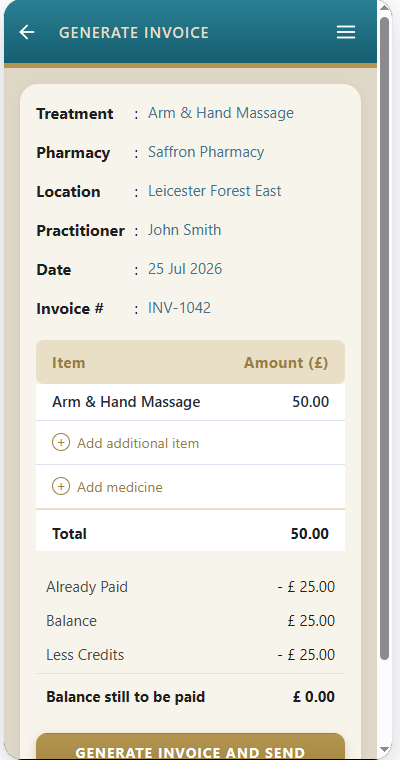 GENERATE INVOICE
Treatment : Arm & Hand Massage
Pharmacy : Saffron Pharmacy
Location : Leicester Forest East
Practitioner : John Smith
Date : 25 Jul 2026
Invoice # : INV-1042
Item Amount (£)
Arm & Hand Massage 50.00
Add additional item
Add medicine
Total 50.00
Already Paid - £ 25.00
Balance £ 25.00
Less Credits - £ 25.00
Balance still to be paid £ 0.00
GENERATE INVOICE AND SEND